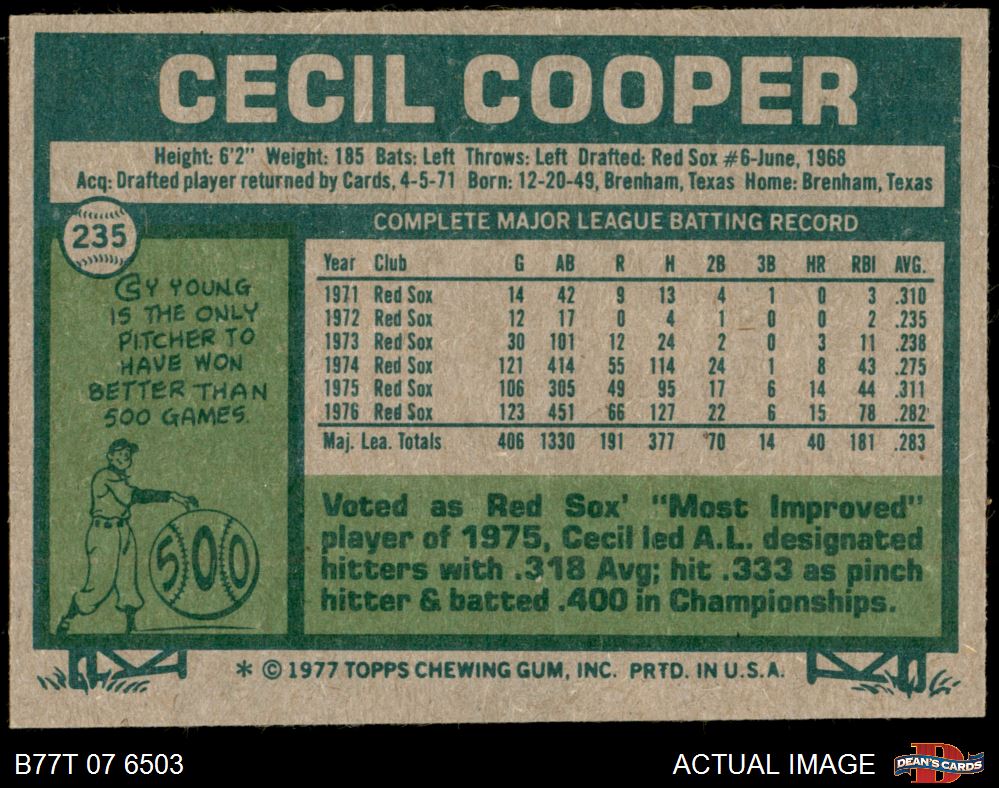 CECIL COOPER
Height: 6'2" Weight: 185 Bats: Left Throws: Left Drafted: Red Sox #6-June, 1968
Acq: Drafted player returned by Cards, 4-5-71 Born: 12-20-49, Brenham, Texas Home: Brenham, Texas
235
CY YOUNG
IS THE ONLY
PITCHER TO
HAVE WON
BETTER THAN
500 GAMES.
500
COMPLETE MAJOR LEAGUE BATTING RECORD
Year Club G AB R H 2B 3B HR RBI AVG.
1971 Red Sox 14 42 9 13 4 1 0 3 .310
1972 Red Sox 12 17 0 4 1 0 0 2 .235
1973 Red Sox 30 101 12 24 2 0 3 11 .238
1974 Red Sox 121 414 55 114 24 1 8 43 .275
1975 Red Sox 106 305 49 95 17 6 14 44 .311
1976 Red Sox 123 451 66 127 22 6 15 78 .282
Maj. Lea. Totals 406 1330 191 377 70 14 40 181 .283
Voted as Red Sox' "Most Improved"
player of 1975, Cecil led A.L. designated
hitters with .318 Avg; hit .333 as pinch
hitter & batted .400 in Championships.
* © 1977 TOPPS CHEWING GUM, INC. PRTD. IN U.S.A.
B77T 07 6503
ACTUAL IMAGE
DEAN'S CARDS